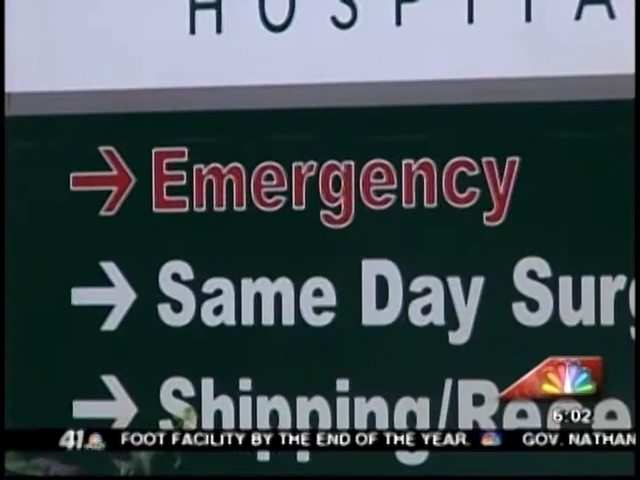 HOSPITA
→ Emergency
→ Same Day Surg
→ Shipping/Rece
6:02
41 FOOT FACILITY BY THE END OF THE YEAR. GOV. NATHAN